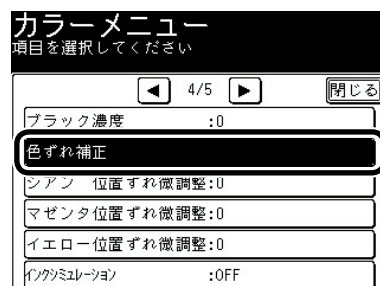 カラーメニュー
項目を選択してください
4/5
閉じる
ブラック濃度 :0
色ずれ補正
シアン 位置ずれ微調整:0
マゼンタ位置ずれ微調整:0
イエロー位置ずれ微調整:0
インクシミュレーション :OFF